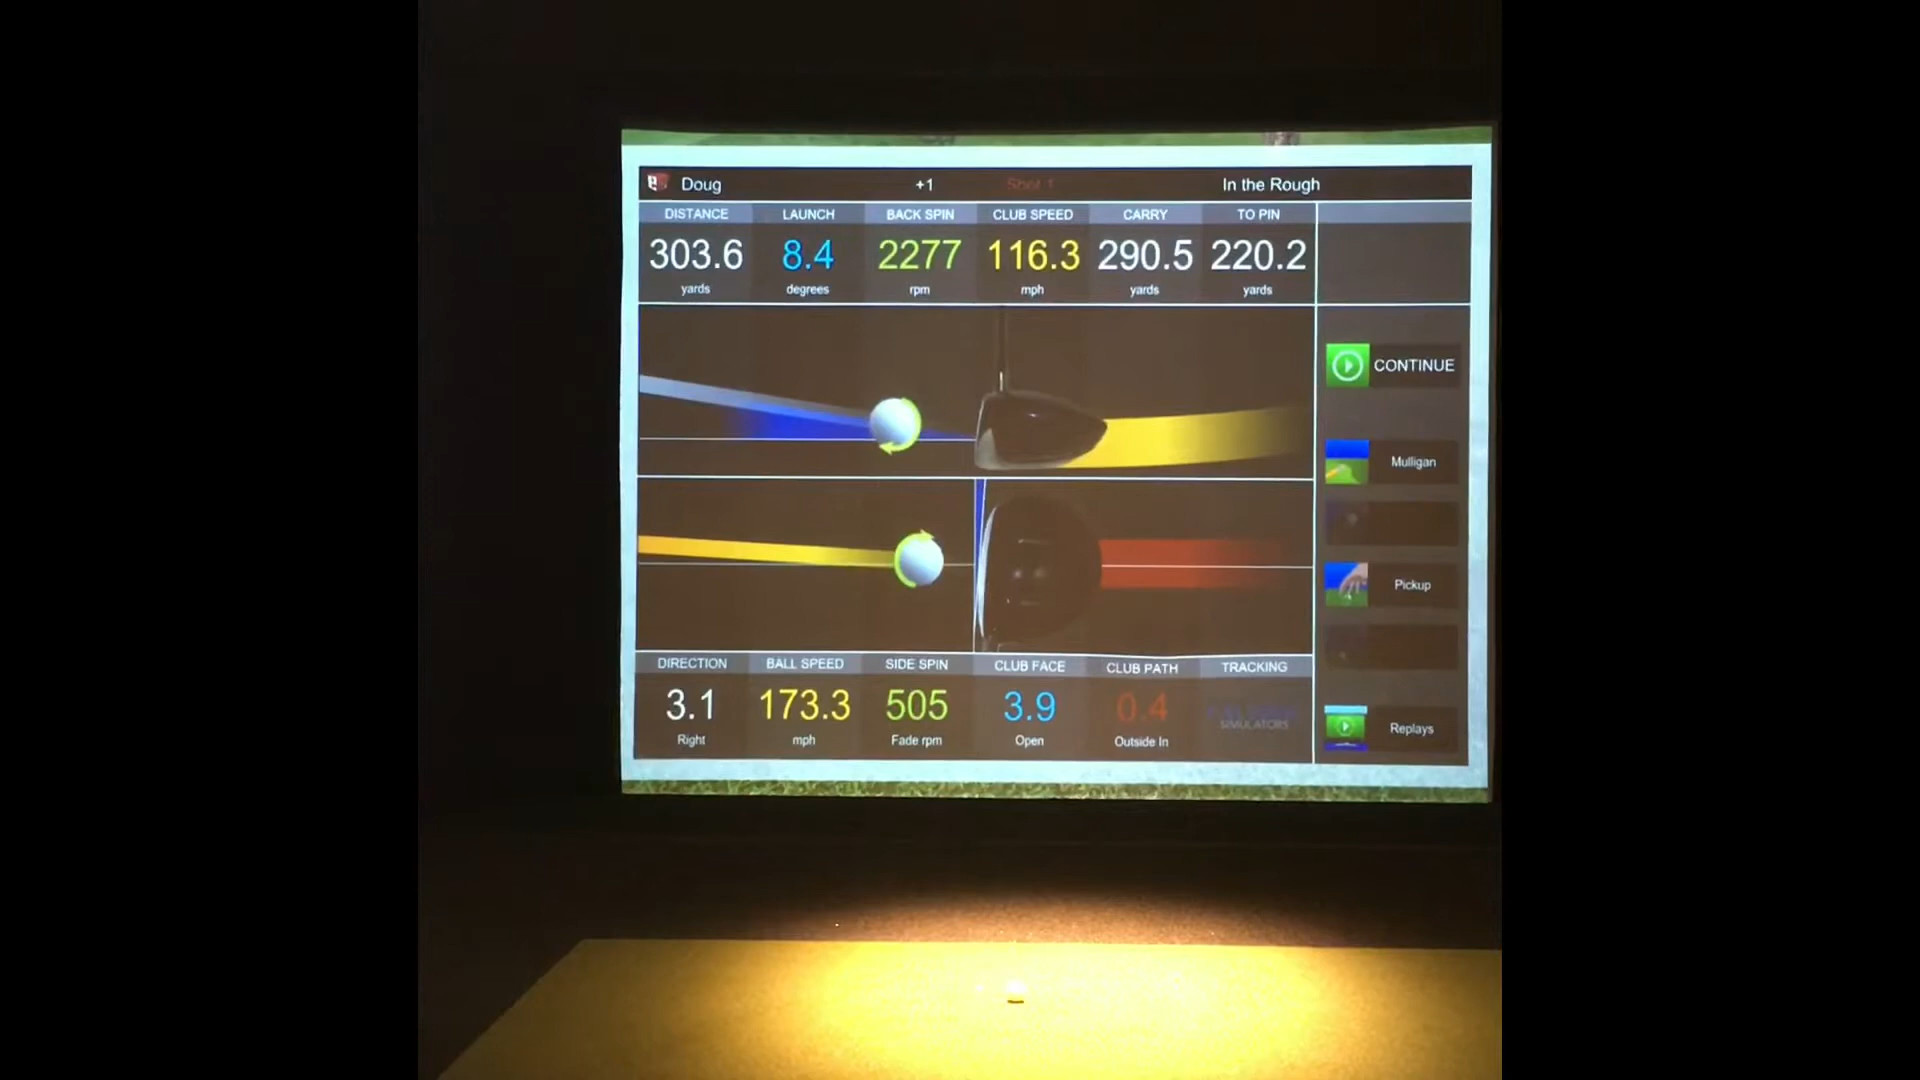 Doug +1 Shot 1 In the Rough
DISTANCE LAUNCH BACK SPIN CLUB SPEED CARRY TO PIN
303.6 8.4 2277 116.3 290.5 220.2
yards degrees rpm mph yards yards
CONTINUE
Mulligan
Pickup
DIRECTION BALL SPEED SIDE SPIN CLUB FACE CLUB PATH TRACKING
3.1 173.3 505 3.9 0.4
SIMULATORS
Right mph Fade rpm Open Outside In
Replays